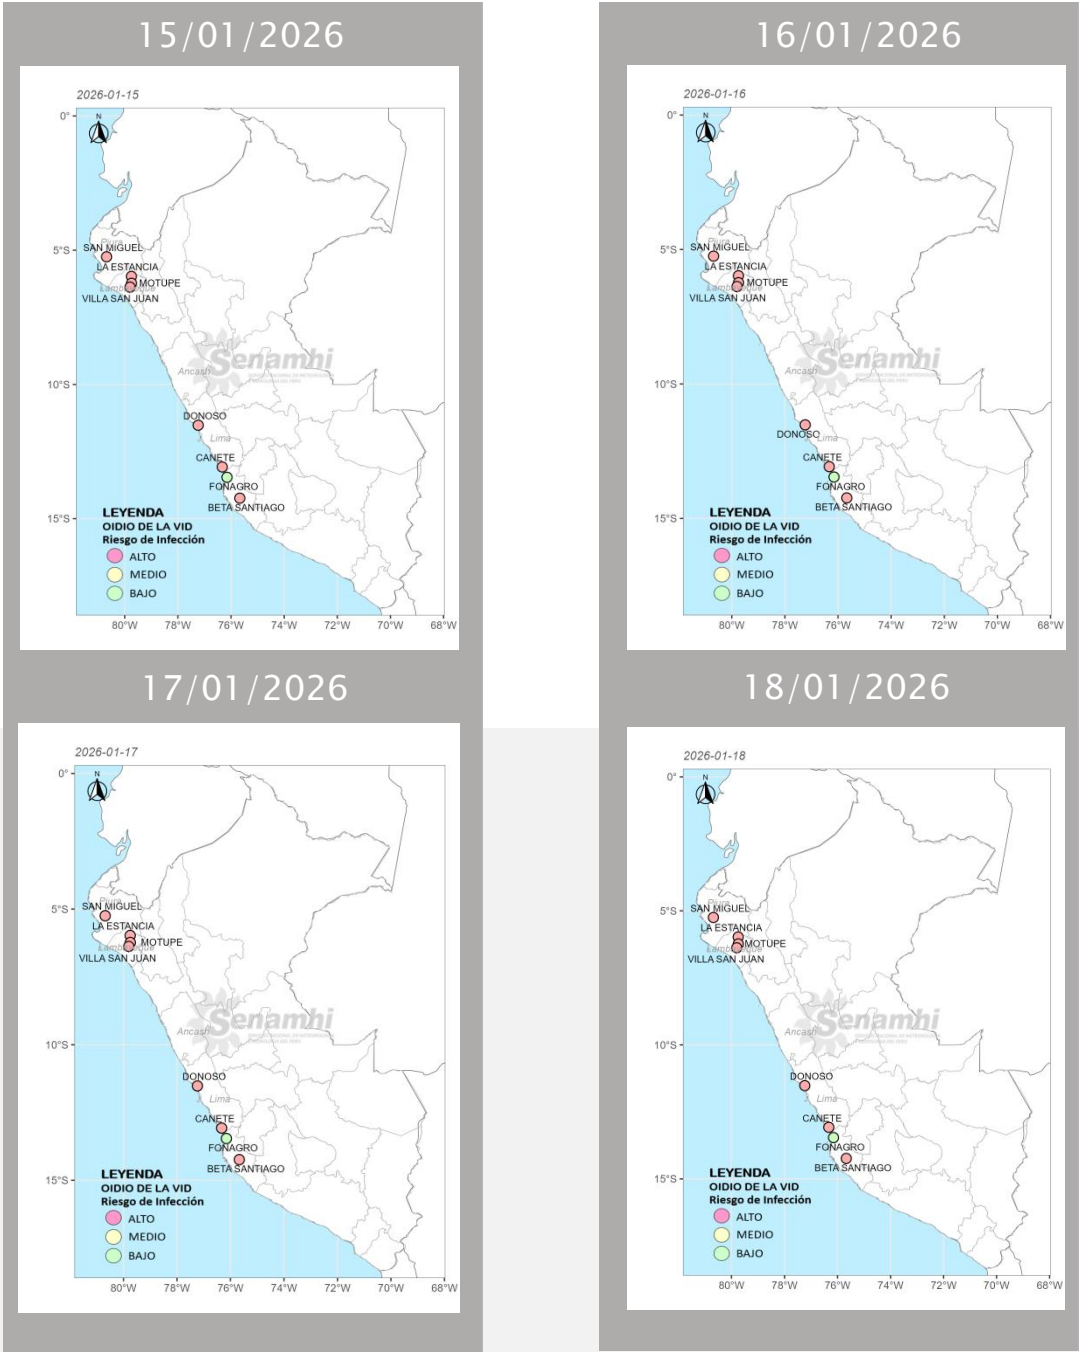 15/01/2026
2026-01-15
N
0°
Piura
SAN MIGUEL
5°S
LA ESTANCIA
MOTUPE
VILLA SAN JUAN
Senamhi
Ancash
10°S
DONOSO
Lima
CANETE
FONAGRO
BETA SANTIAGO
LEYENDA
15°S
OIDIO DE LA VID
Riesgo de Infección
ALTO
MEDIO
BAJO
80°W 78°W 76°W 74°W 72°W 70°W 68°W
16/01/2026
2026-01-16
N
0°
Piura
SAN MIGUEL
5°S
LA ESTANCIA
MOTUPE
VILLA SAN JUAN
Senamhi
Ancash
10°S
DONOSO
Lima
CANETE
FONAGRO
BETA SANTIAGO
LEYENDA
15°S
OIDIO DE LA VID
Riesgo de Infección
ALTO
MEDIO
BAJO
80°W 78°W 76°W 74°W 72°W 70°W 68°W
17/01/2026
2026-01-17
0°
N
Piura
SAN MIGUEL
5°S
LA ESTANCIA
MOTUPE
VILLA SAN JUAN
Senamhi
Ancash
10°S
DONOSO
Lima
CANETE
FONAGRO
BETA SANTIAGO
LEYENDA
15°S
OIDIO DE LA VID
Riesgo de Infección
ALTO
MEDIO
BAJO
80°W 78°W 76°W 74°W 72°W 70°W 68°W
18/01/2026
2026-01-18
0°
N
Piura
SAN MIGUEL
5°S
LA ESTANCIA
MOTUPE
VILLA SAN JUAN
Senamhi
Ancash
10°S
DONOSO
Lima
CANETE
FONAGRO
BETA SANTIAGO
LEYENDA
15°S
OIDIO DE LA VID
Riesgo de Infección
ALTO
MEDIO
BAJO
80°W 78°W 76°W 74°W 72°W 70°W 68°W